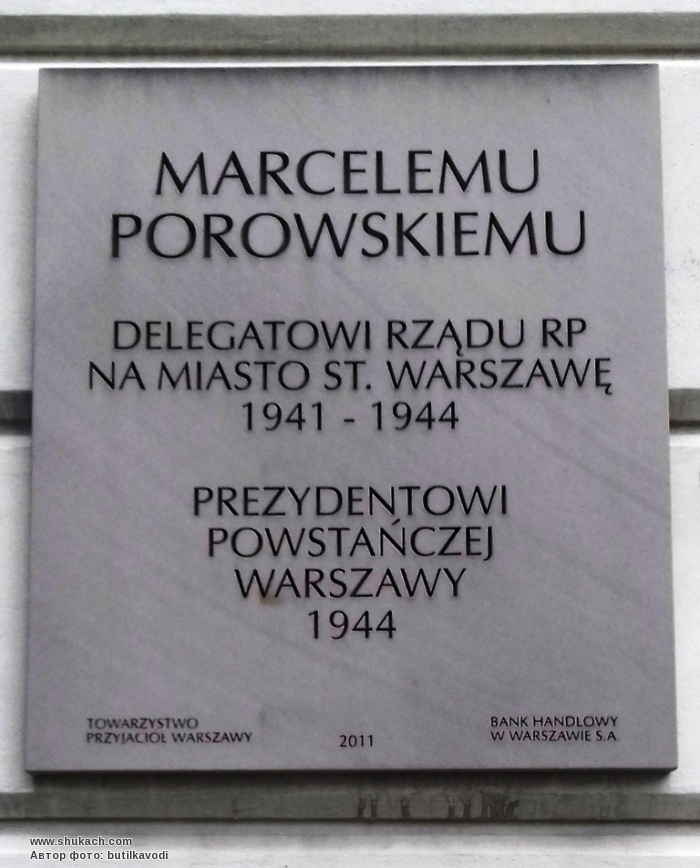 MARCELEMU
POROWSKIEMU
DELEGATOWI RZĄDU RP
NA MIASTO ST. WARSZAWĘ
1941 - 1944
PREZYDENTOWI
POWSTAŃCZEJ
WARSZAWY
1944
TOWARZYSTWO
PRZYJACIÓŁ WARSZAWY
2011
BANK HANDLOWY
W WARSZAWIE S.A.
www.shukach.com
Автор фото: butilkavodi